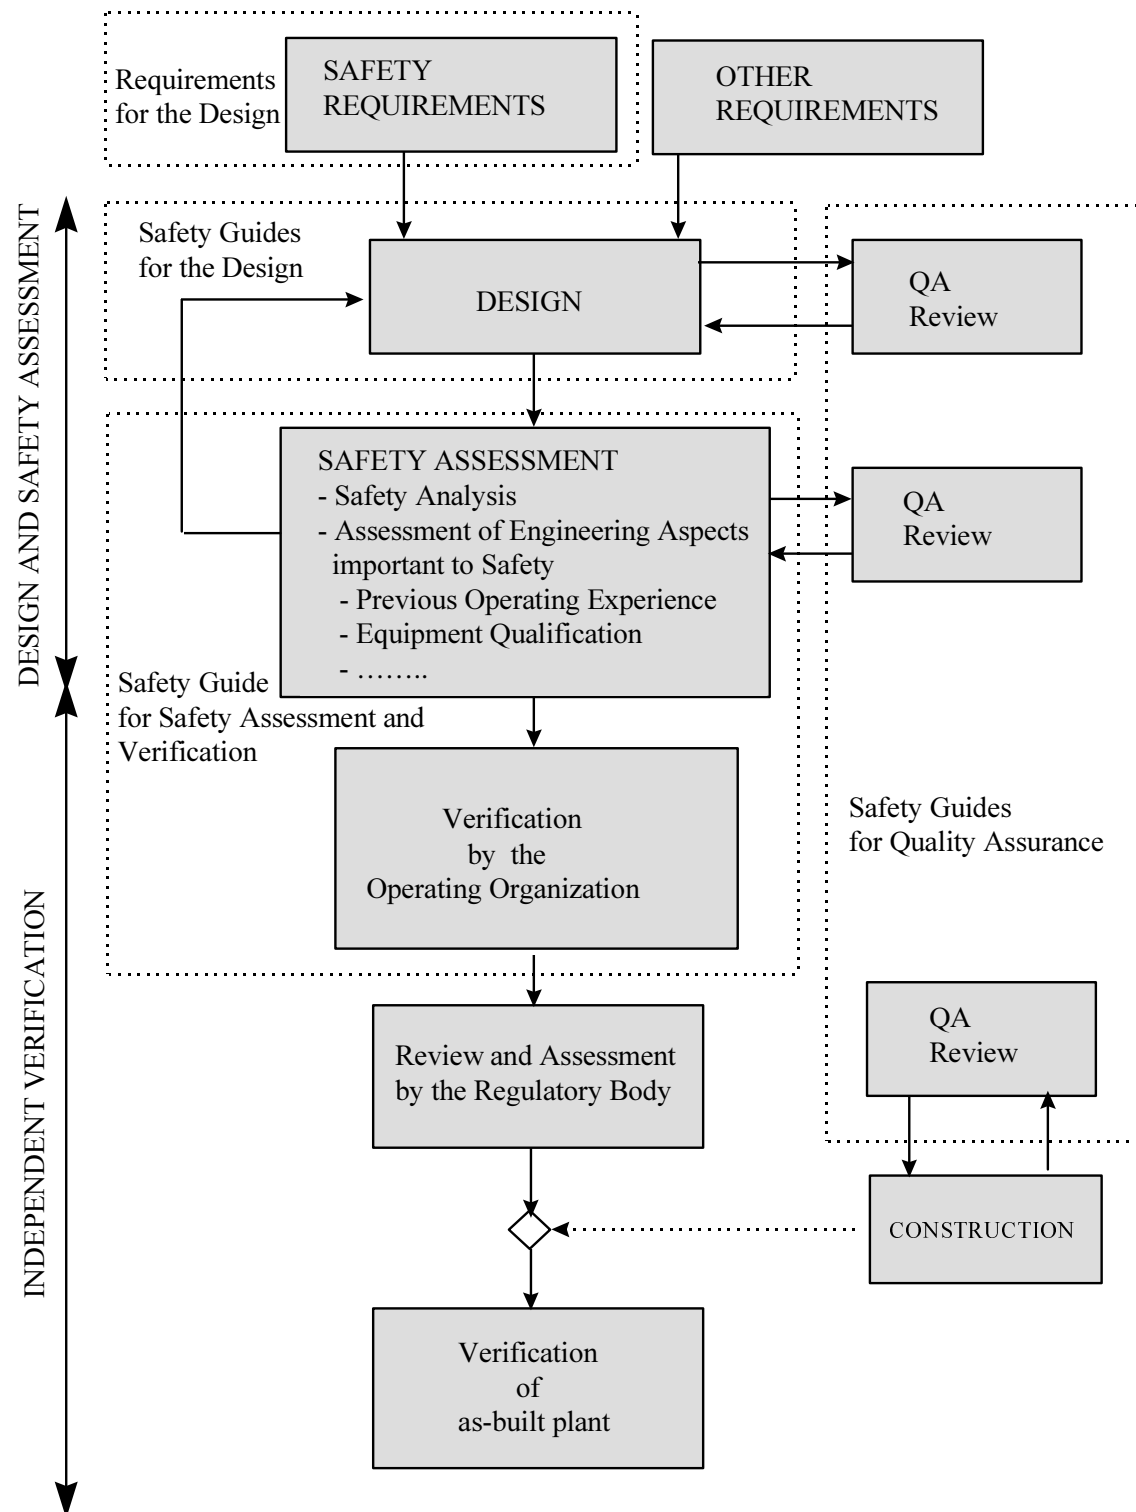 Requirements
for the Design
SAFETY
REQUIREMENTS
OTHER
REQUIREMENTS
DESIGN AND SAFETY ASSESSMENT
Safety Guides
for the Design
DESIGN
QA
Review
SAFETY ASSESSMENT
- Safety Analysis
- Assessment of Engineering Aspects
important to Safety
- Previous Operating Experience
- Equipment Qualification
- ……..
QA
Review
Safety Guide
for Safety Assessment and
Verification
Verification
by the
Operating Organization
Safety Guides
for Quality Assurance
INDEPENDENT VERIFICATION
Review and Assessment
by the Regulatory Body
QA
Review
CONSTRUCTION
Verification
of
as-built plant